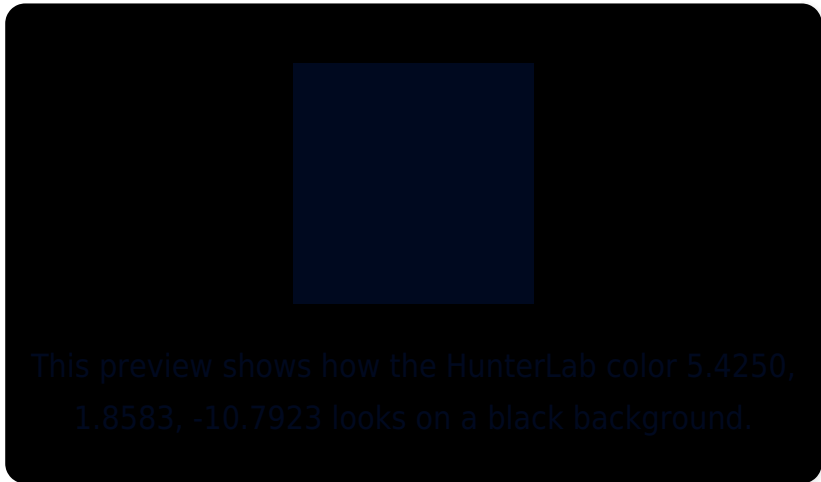 This preview shows how the HunterLab color 5.4250,
1.8583, -10.7923 looks on a black background.